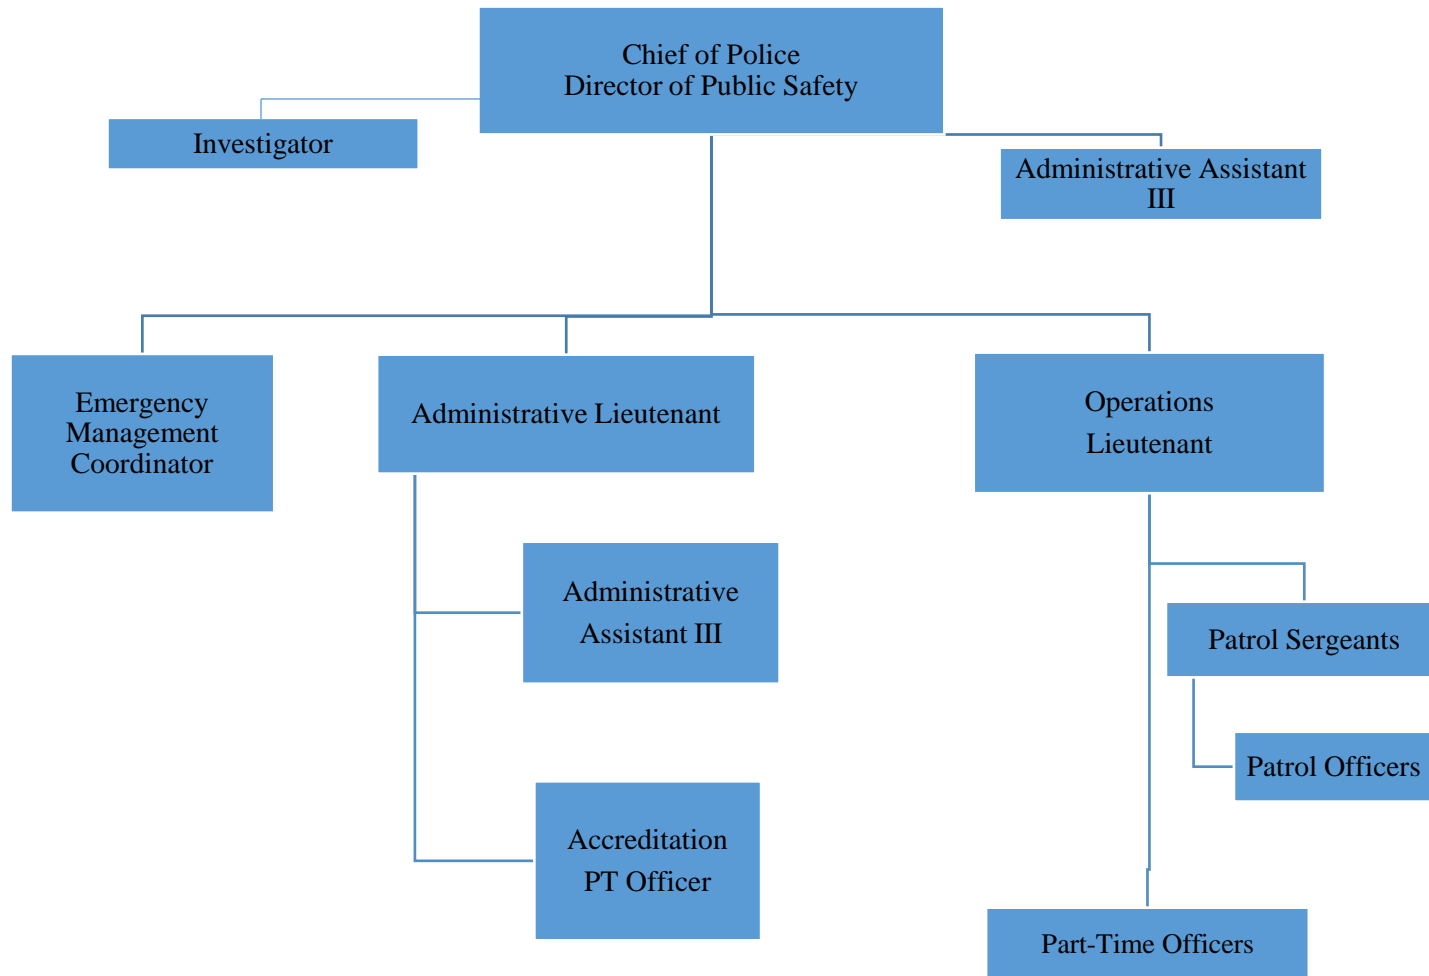 Chief of Police
Director of Public Safety
Investigator
Administrative Assistant
III
Emergency
Management
Coordinator
Administrative Lieutenant
Operations
Lieutenant
Administrative
Assistant III
Patrol Sergeants
Patrol Officers
Accreditation
PT Officer
Part-Time Officers